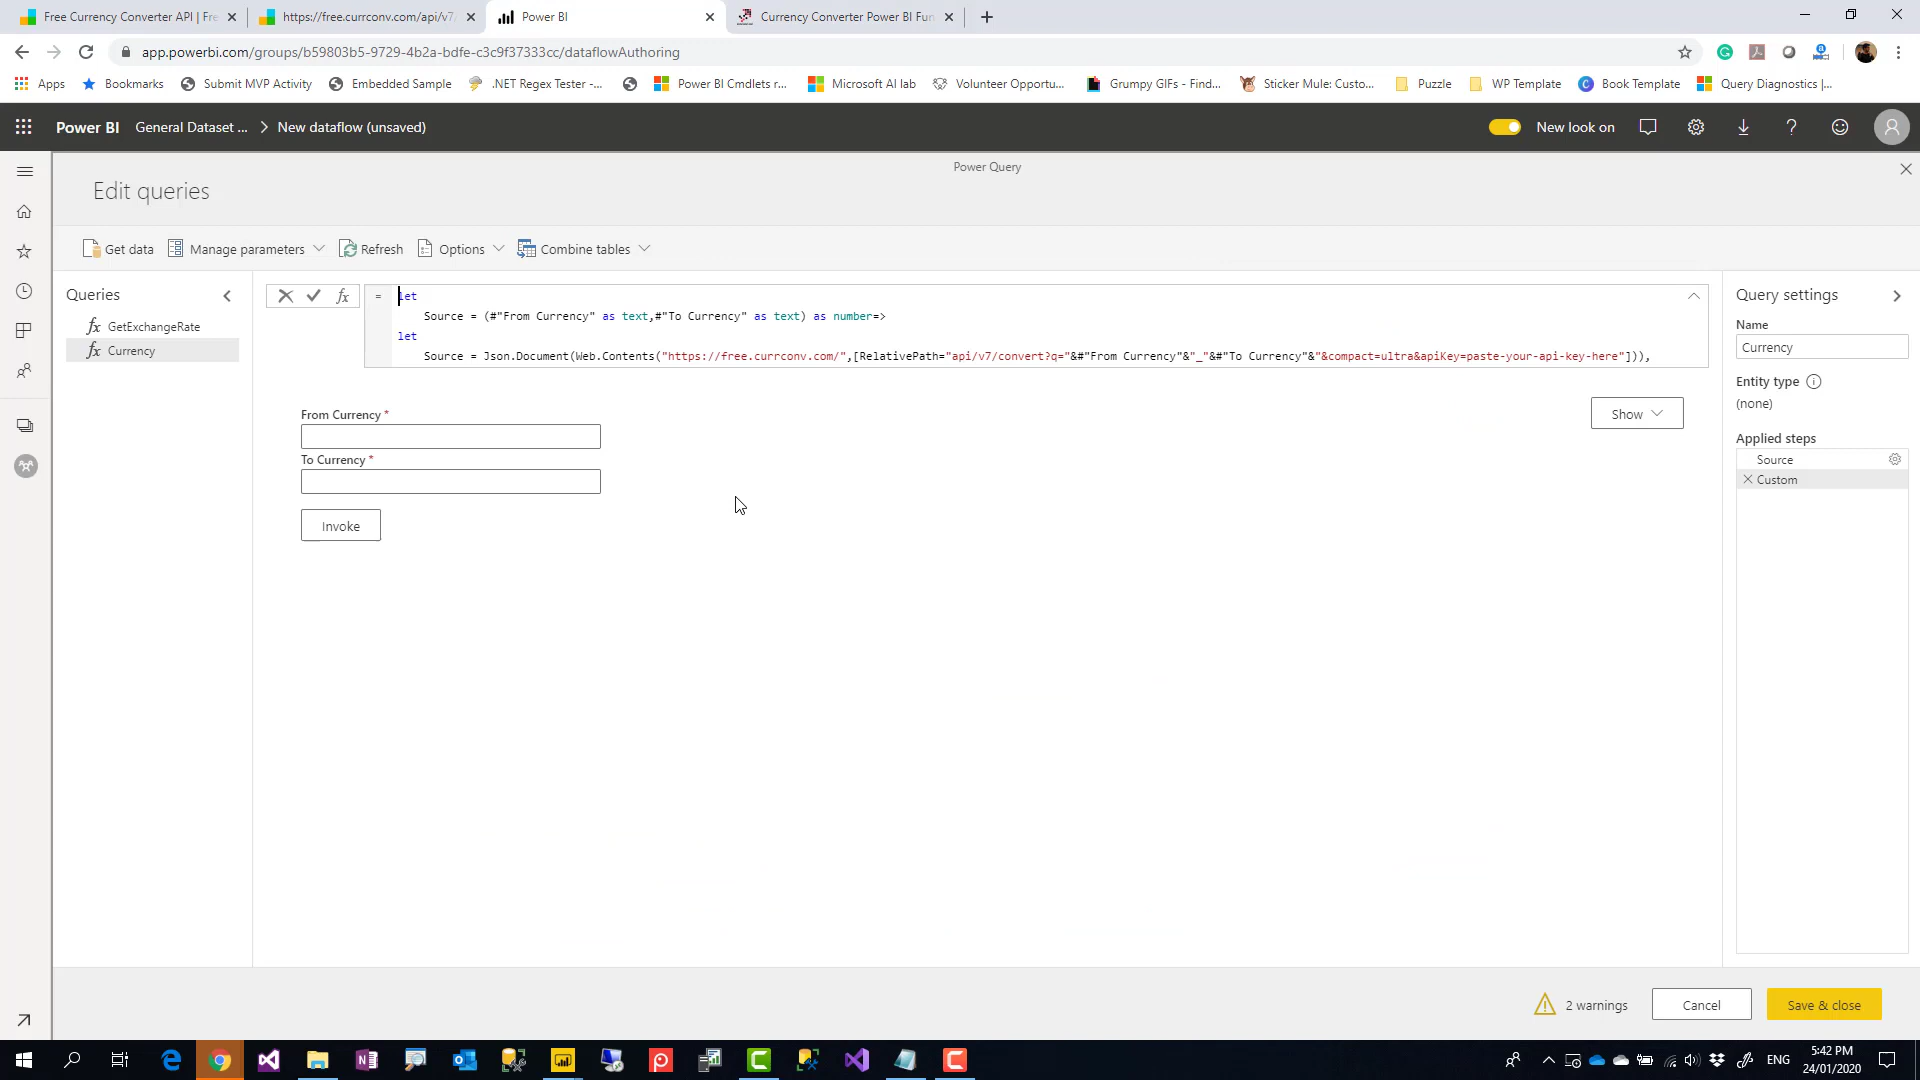 Free Currency Converter API | Fre
https://free.currconv.com/api/v7/
Power BI
Currency Converter Power BI Fun
app.powerbi.com/groups/b59803b5-9729-4b2a-bdfe-c3c9f37333cc/dataflowAuthoring
Apps
Bookmarks
Submit MVP Activity
Embedded Sample
.NET Regex Tester -...
Power BI Cmdlets r...
Microsoft AI lab
Volunteer Opportu...
Grumpy GIFs - Find...
Sticker Mule: Custo...
Puzzle
WP Template
Book Template
Query Diagnostics |...
Power BI
General Dataset ...
New dataflow (unsaved)
New look on
Power Query
Edit queries
Get data
Manage parameters
Refresh
Options
Combine tables
Queries
GetExchangeRate
Currency
fx
=
let
Source = (#"From Currency" as text,#"To Currency" as text) as number=>
let
Source = Json.Document(Web.Contents("https://free.currconv.com/",[RelativePath="api/v7/convert?q="&#"From Currency"&"_"&#"To Currency"&"&compact=ultra&apiKey=paste-your-api-key-here"])),
From Currency *
To Currency *
Invoke
Show
Query settings
Name
Currency
Entity type
(none)
Applied steps
Source
Custom
2 warnings
Cancel
Save & close
ENG
5:42 PM
24/01/2020